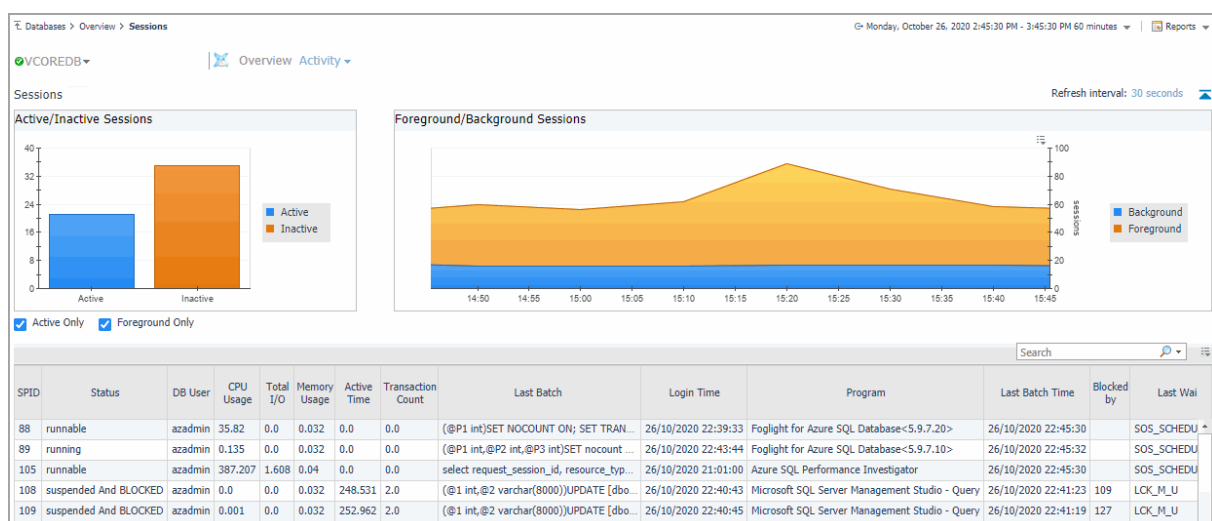 Databases > Overview > Sessions
Monday, October 26, 2020 2:45:30 PM - 3:45:30 PM 60 minutes
Reports
VCOREDB
Overview Activity
Sessions
Refresh interval: 30 seconds
Active/Inactive Sessions
Foreground/Background Sessions
40
32
24
16
8
0
Active
Inactive
Active
Inactive
100
80
60
40
20
0
sessions
14:50 14:55 15:00 15:05 15:10 15:15 15:20 15:25 15:30 15:35 15:40 15:45
Background
Foreground
Active Only Foreground Only
Search
SPID Status DB User CPU Usage Total I/O Memory Usage Active Time Transaction Count Last Batch Login Time Program Last Batch Time Blocked by Last Wai
88 runnable azadmin 35.82 0.0 0.032 0.0 0.0 (@P1 int)SET NOCOUNT ON; SET TRAN... 26/10/2020 22:39:33 Foglight for Azure SQL Database<5.9.7.20> 26/10/2020 22:45:30 SOS_SCHEDU
89 running azadmin 0.135 0.0 0.032 0.0 0.0 (@P1 int,@P2 int,@P3 int)SET nocount ... 26/10/2020 22:43:44 Foglight for Azure SQL Database<5.9.7.10> 26/10/2020 22:45:32 SOS_SCHEDU
105 runnable azadmin 387.207 1.608 0.04 0.0 0.0 select request_session_id, resource_typ... 26/10/2020 21:01:00 Azure SQL Performance Investigator 26/10/2020 22:45:30 SOS_SCHEDU
108 suspended And BLOCKED azadmin 0.0 0.0 0.032 248.531 2.0 (@1 int,@2 varchar(8000))UPDATE [dbo... 26/10/2020 22:40:43 Microsoft SQL Server Management Studio - Query 26/10/2020 22:41:23 109 LCK_M_U
109 suspended And BLOCKED azadmin 0.001 0.0 0.032 252.962 2.0 (@1 int,@2 varchar(8000))UPDATE [dbo... 26/10/2020 22:40:45 Microsoft SQL Server Management Studio - Query 26/10/2020 22:41:19 127 LCK_M_U